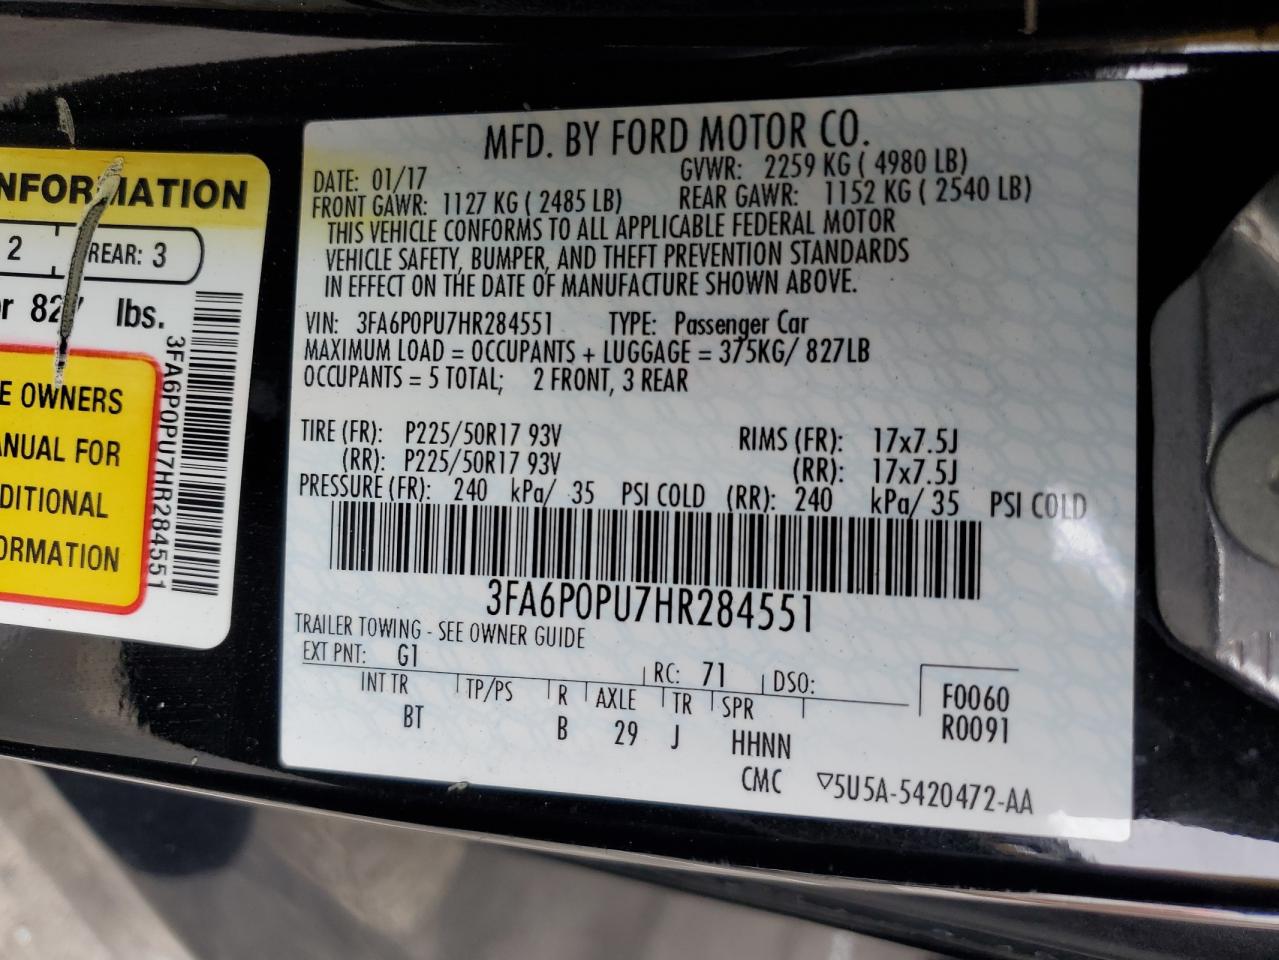 NFORMATION
2 REAR: 3
or 827 lbs.
E OWNERS
ANUAL FOR
DITIONAL
ORMATION
3FA6P0PU7HR284551
MFD. BY FORD MOTOR CO.
DATE: 01/17 GVWR: 2259 KG ( 4980 LB)
FRONT GAWR: 1127 KG ( 2485 LB) REAR GAWR: 1152 KG ( 2540 LB)
THIS VEHICLE CONFORMS TO ALL APPLICABLE FEDERAL MOTOR
VEHICLE SAFETY, BUMPER, AND THEFT PREVENTION STANDARDS
IN EFFECT ON THE DATE OF MANUFACTURE SHOWN ABOVE.
VIN: 3FA6P0PU7HR284551 TYPE: Passenger Car
MAXIMUM LOAD = OCCUPANTS + LUGGAGE = 375KG/ 827LB
OCCUPANTS = 5 TOTAL; 2 FRONT, 3 REAR
TIRE (FR): P225/50R17 93V RIMS (FR): 17x7.5J
(RR): P225/50R17 93V (RR): 17x7.5J
PRESSURE (FR): 240 kPa/ 35 PSI COLD (RR): 240 kPa/ 35 PSI COLD
3FA6P0PU7HR284551
TRAILER TOWING - SEE OWNER GUIDE
EXT PNT: G1 RC: 71 DSO:
INT TR TP/PS R AXLE TR SPR F0060
BT B 29 J HHNN R0091
CMC ▽5U5A-5420472-AA